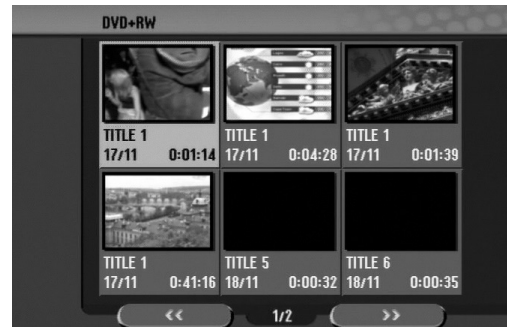 DVD+RW
TITLE 1
17/11 0:01:14
TITLE 1
17/11 0:04:28
TITLE 1
17/11 0:01:39
TITLE 1
17/11 0:41:16
TITLE 5
18/11 0:00:32
TITLE 6
18/11 0:00:35
<< 1/2 >>